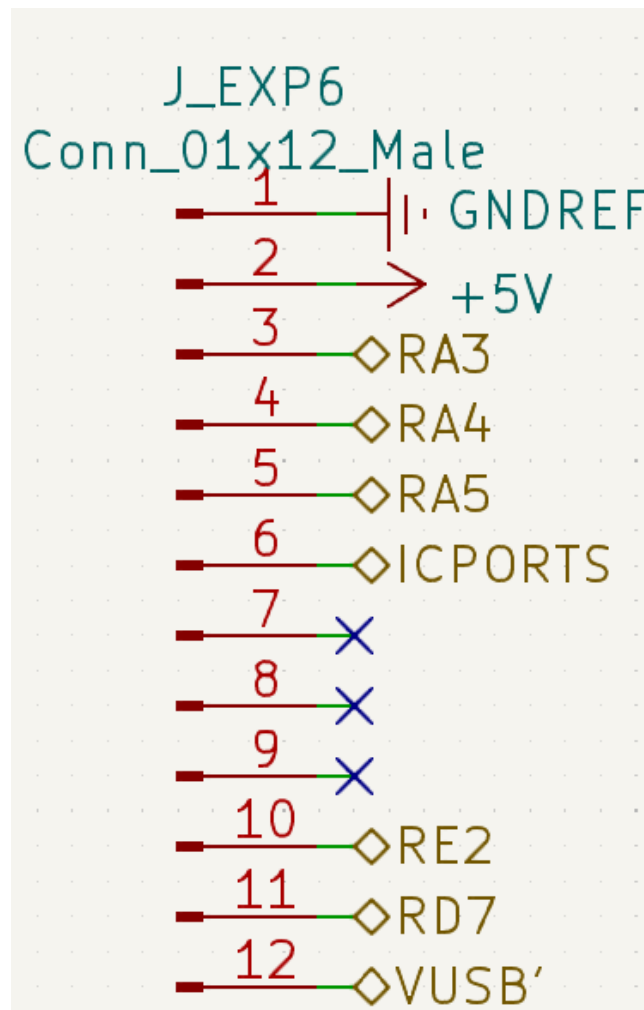 J_EXP6
Conn_01x12_Male
1 GNDREF
2 +5V
3 RA3
4 RA4
5 RA5
6 ICPORTS
7
8
9
10 RE2
11 RD7
12 VUSB'